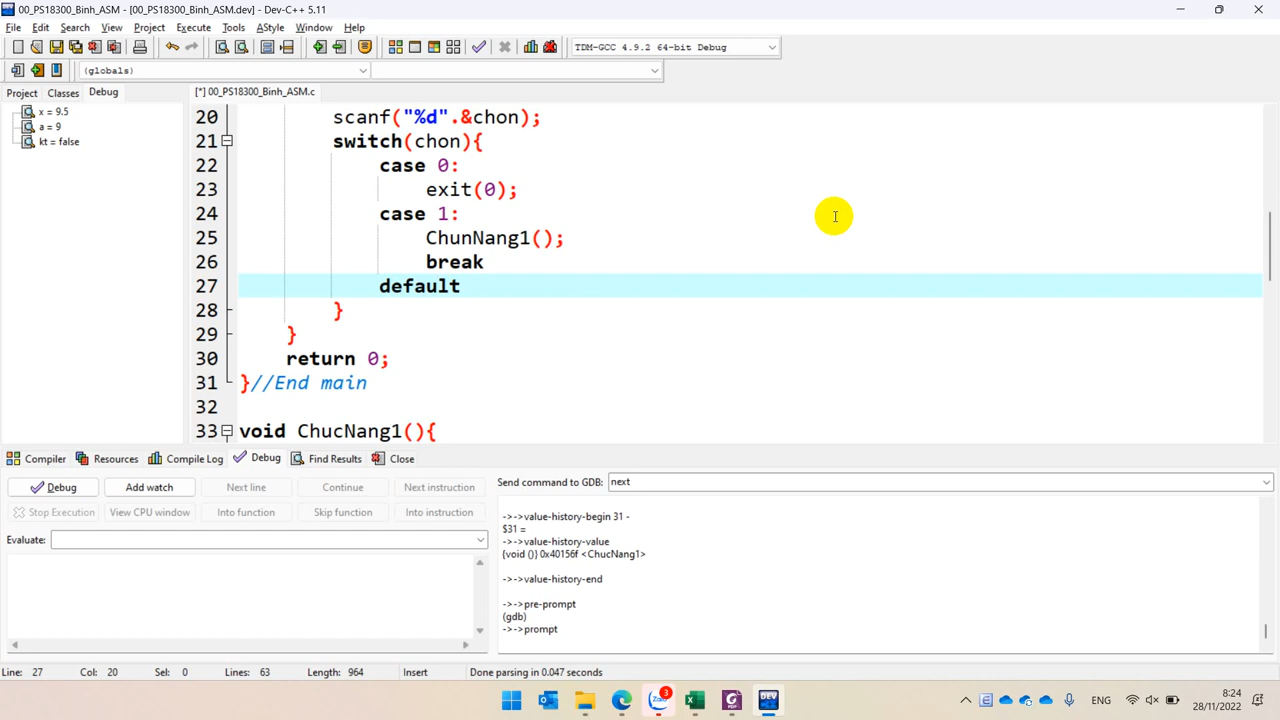 00_PS18300_Binh_ASM - [00_PS18300_Binh_ASM.dev] - Dev-C++ 5.11
File Edit Search View Project Execute Tools AStyle Window Help
TDM-GCC 4.9.2 64-bit Debug
(globals)
Project Classes Debug
[*] 00_PS18300_Binh_ASM.c
x = 9.5
a = 9
kt = false
20 scanf("%d".&chon);
21 switch(chon){
22 case 0:
23 exit(0);
24 case 1:
25 ChunNang1();
26 break
27 default
28 }
29 }
30 return 0;
31 }//End main
32
33 void ChucNang1(){
Compiler Resources Compile Log Debug Find Results Close
Debug Add watch Next line Continue Next instruction
Stop Execution View CPU window Into function Skip function Into instruction
Evaluate:
Send command to GDB: next
->->value-history-begin 31 -
$31 =
->->value-history-value
{void ()} 0x40156f <ChucNang1>
->->value-history-end
->->pre-prompt
(gdb)
->->prompt
Line: 27 Col: 20 Sel: 0 Lines: 63 Length: 964 Insert Done parsing in 0.047 seconds
3
DEV
ENG
8:24
28/11/2022